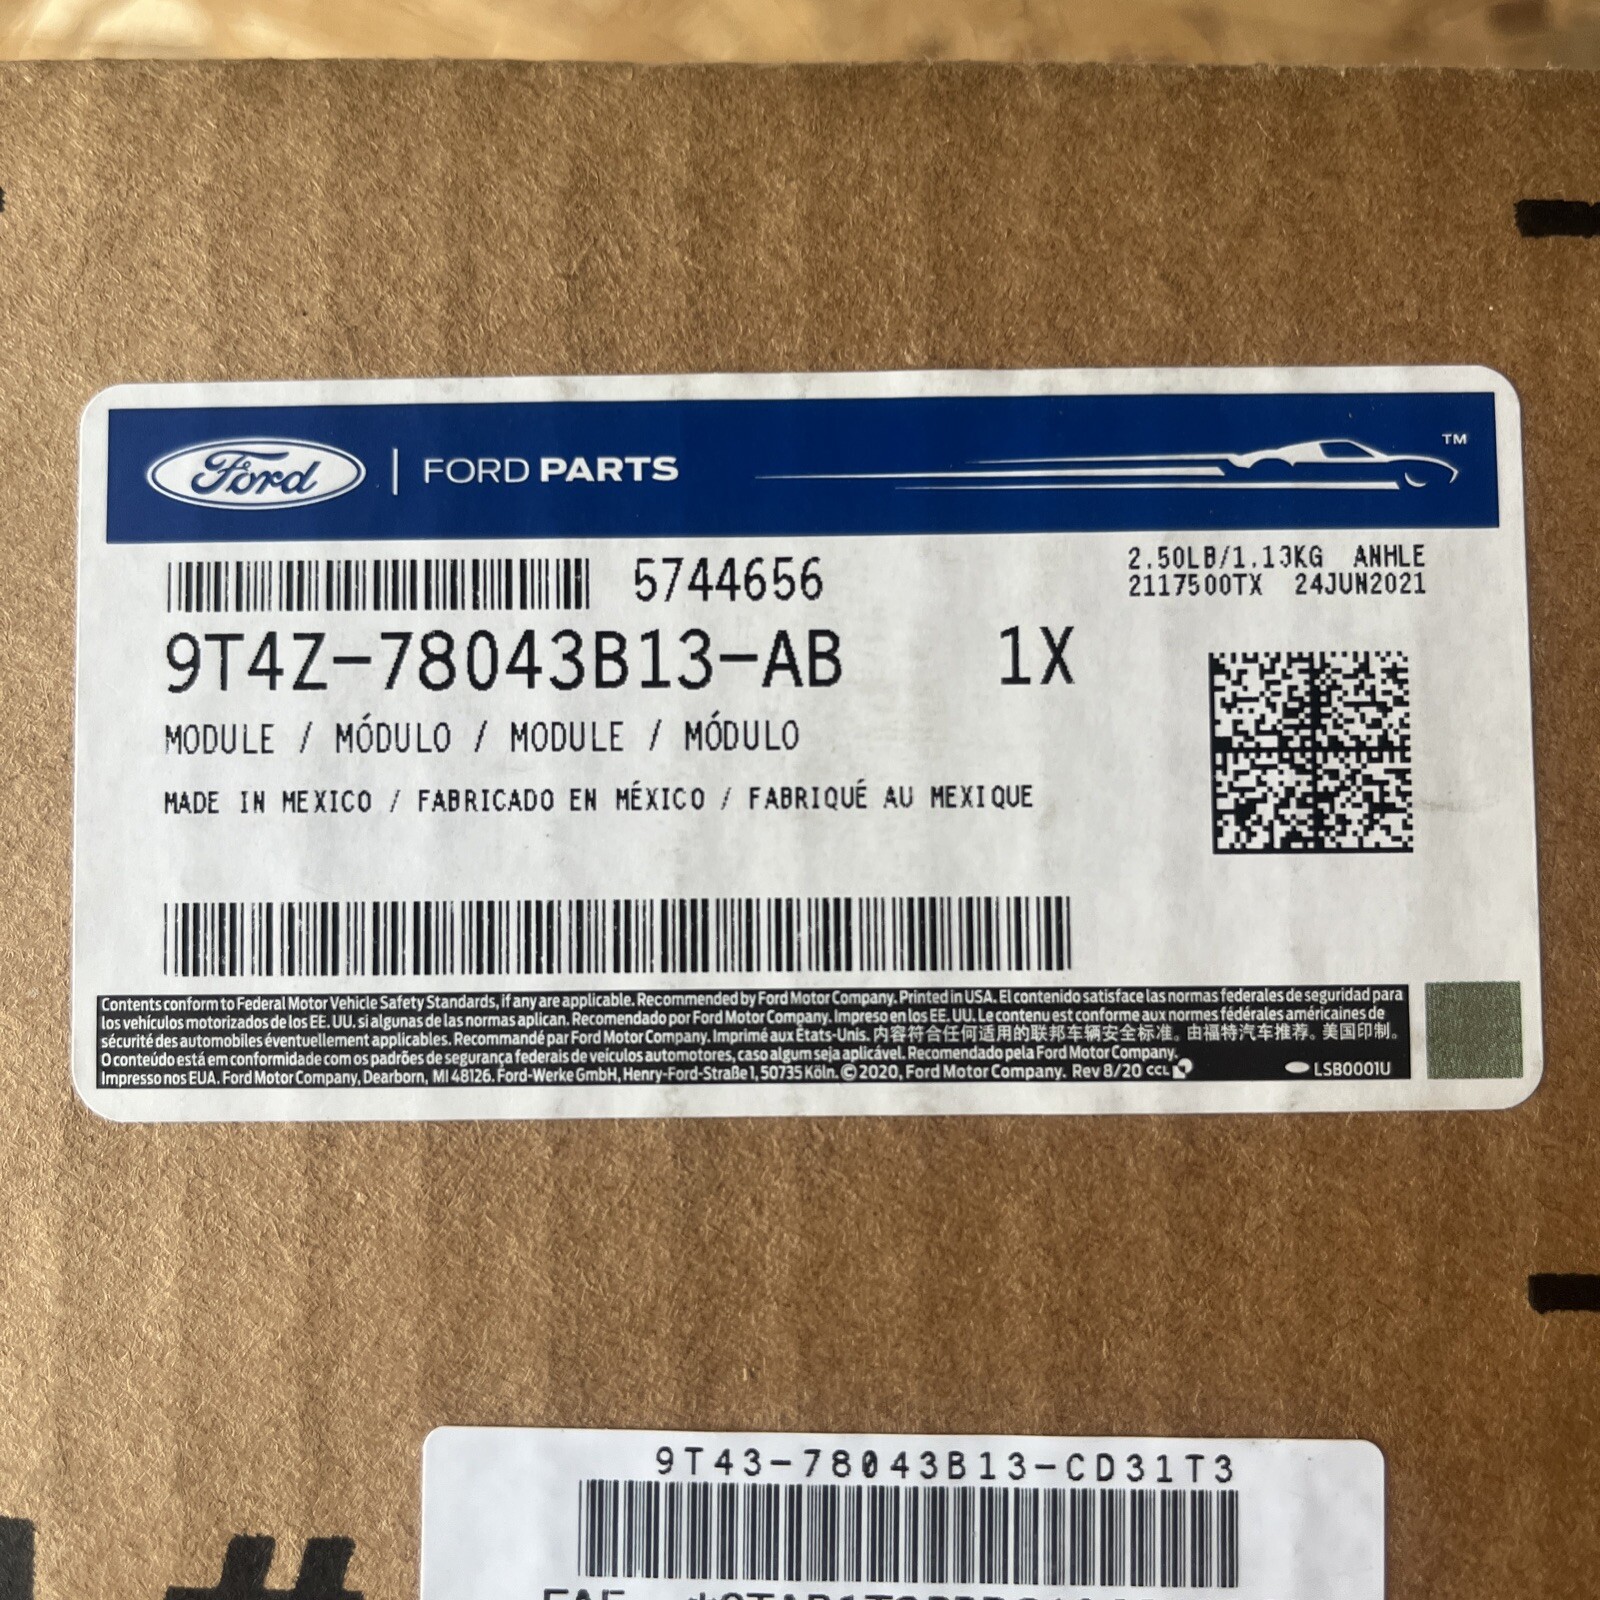 Ford | FORD PARTS ™
5744656
2.50LB/1.13KG ANHLE
2117500TX 24JUN2021
9T4Z-78043B13-AB 1X
MODULE / MÓDULO / MODULE / MÓDULO
MADE IN MEXICO / FABRICADO EN MÉXICO / FABRIQUÉ AU MEXIQUE
Contents conform to Federal Motor Vehicle Safety Standards, if any are applicable. Recommended by Ford Motor Company. Printed in USA. El contenido satisface las normas federales de seguridad para
los vehículos motorizados de los EE. UU. si algunas de las normas aplican. Recomendado por Ford Motor Company. Impreso en los EE. UU. Le contenu est conforme aux normes fédérales américaines de
sécurité des automobiles éventuellement applicables. Recommandé par Ford Motor Company. Imprimé aux États-Unis. 内容符合任何适用的联邦车辆安全标准。由福特汽车推荐。美国印制。
O conteúdo está em conformidade com os padrões de segurança federais de veículos automotores, caso algum seja aplicável. Recomendado pela Ford Motor Company.
Impresso nos EUA. Ford Motor Company, Dearborn, MI 48126. Ford-Werke GmbH, Henry-Ford-Straße 1, 50735 Köln. © 2020, Ford Motor Company. Rev 8/20 CCL LSB0001U
9T43-78043B13-CD31T3